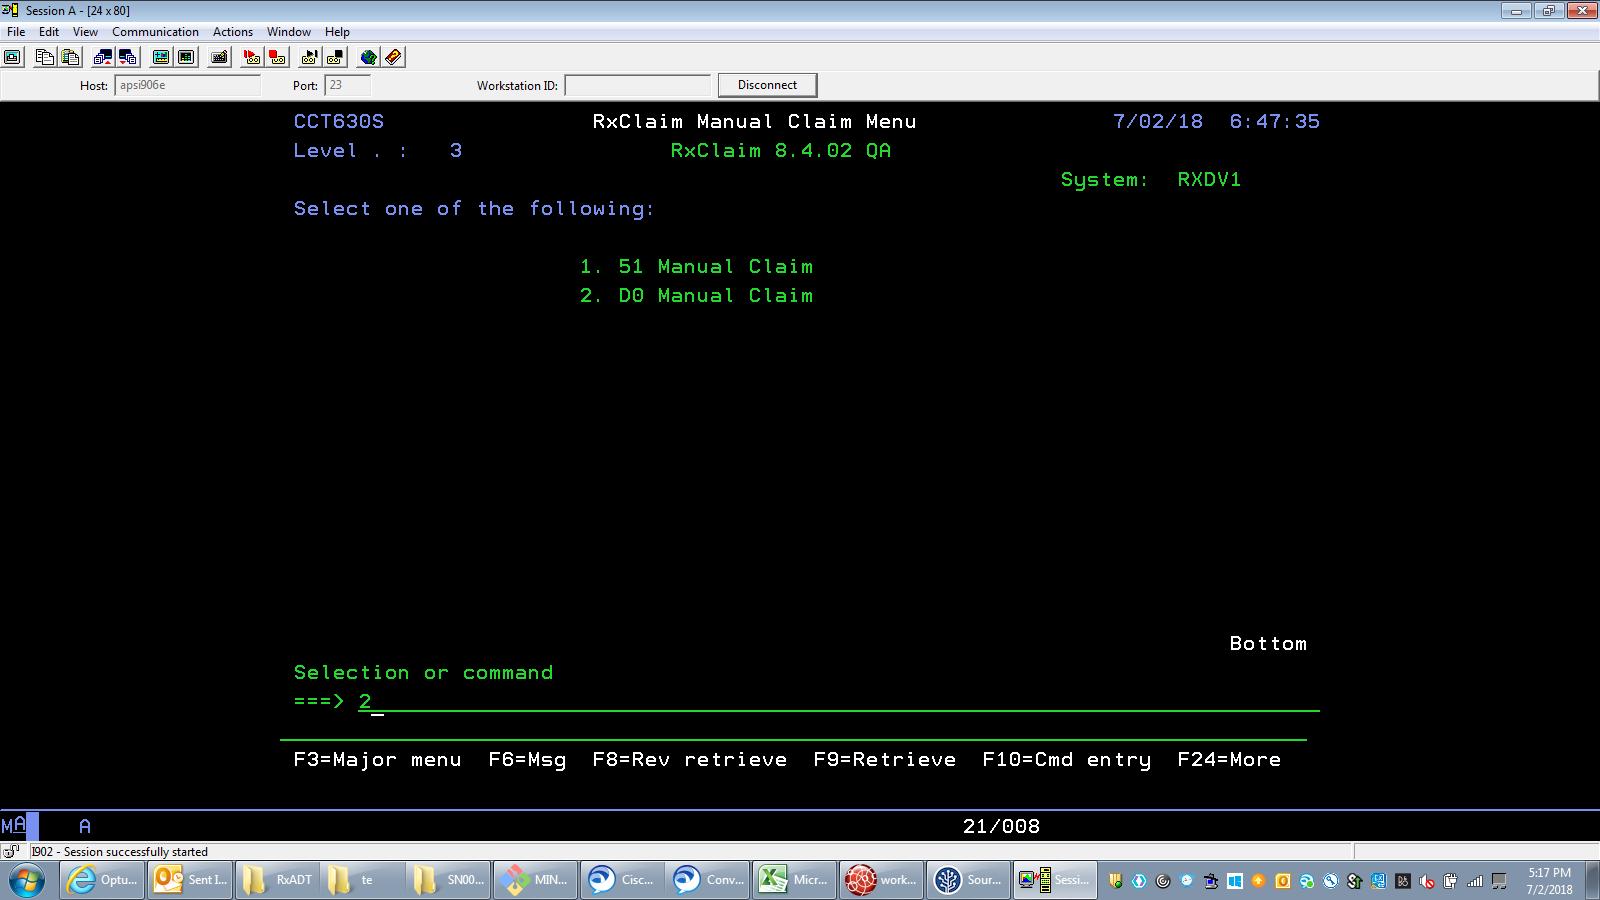 Session A - [24 x 80]
File Edit View Communication Actions Window Help
Host: apsi906e Port: 23 Workstation ID: Disconnect
CCT630S RxClaim Manual Claim Menu 7/02/18 6:47:35
Level . : 3 RxClaim 8.4.02 QA
System: RXDV1
Select one of the following:
1. 51 Manual Claim
2. D0 Manual Claim
Bottom
Selection or command
===> 2
F3=Major menu F6=Msg F8=Rev retrieve F9=Retrieve F10=Cmd entry F24=More
MA A 21/008
I902 - Session successfully started
Optu... Sent I... RxADT te SN00... MIN... Cisc... Conv... Micr... work... Sour... Sessi... 5:17 PM
7/2/2018